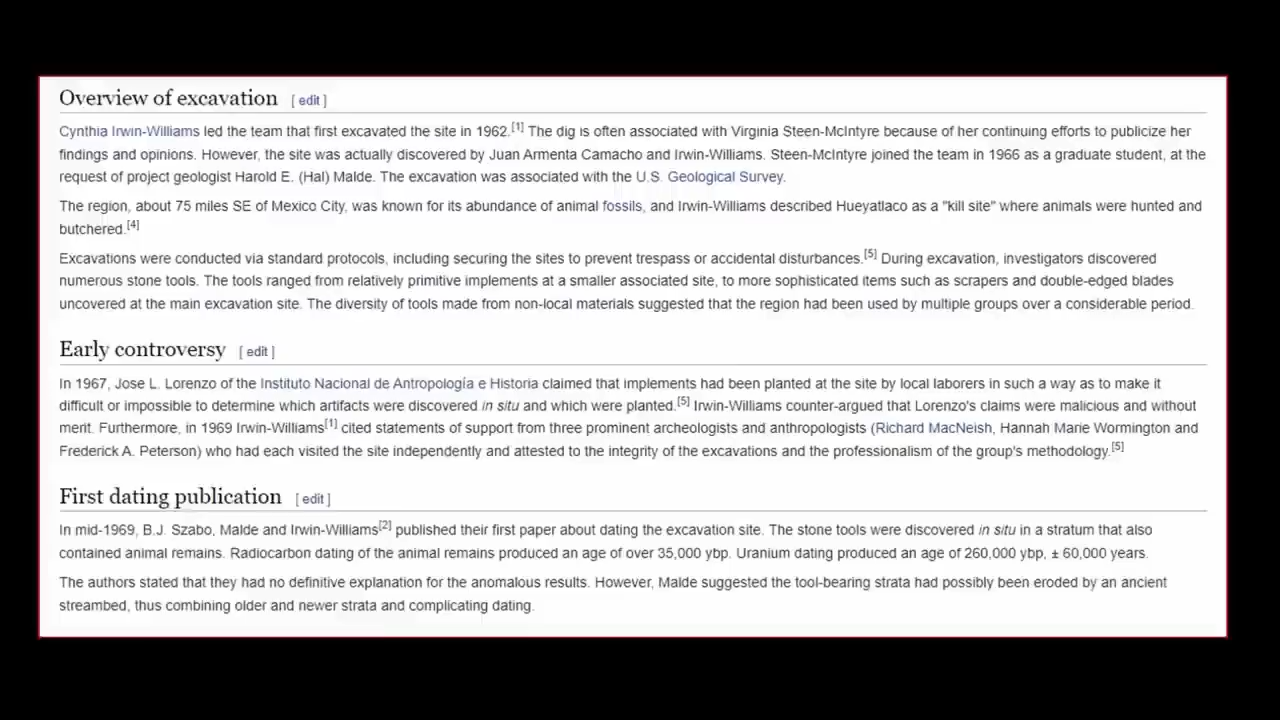 Overview of excavation [ edit ]
Cynthia Irwin-Williams led the team that first excavated the site in 1962.[1] The dig is often associated with Virginia Steen-McIntyre because of her continuing efforts to publicize her
findings and opinions. However, the site was actually discovered by Juan Armenta Camacho and Irwin-Williams. Steen-McIntyre joined the team in 1966 as a graduate student, at the
request of project geologist Harold E. (Hal) Malde. The excavation was associated with the U.S. Geological Survey.
The region, about 75 miles SE of Mexico City, was known for its abundance of animal fossils, and Irwin-Williams described Hueyatlaco as a "kill site" where animals were hunted and
butchered.[4]
Excavations were conducted via standard protocols, including securing the sites to prevent trespass or accidental disturbances.[5] During excavation, investigators discovered
numerous stone tools. The tools ranged from relatively primitive implements at a smaller associated site, to more sophisticated items such as scrapers and double-edged blades
uncovered at the main excavation site. The diversity of tools made from non-local materials suggested that the region had been used by multiple groups over a considerable period.
Early controversy [ edit ]
In 1967, Jose L. Lorenzo of the Instituto Nacional de Antropología e Historia claimed that implements had been planted at the site by local laborers in such a way as to make it
difficult or impossible to determine which artifacts were discovered in situ and which were planted.[5] Irwin-Williams counter-argued that Lorenzo's claims were malicious and without
merit. Furthermore, in 1969 Irwin-Williams[1] cited statements of support from three prominent archeologists and anthropologists (Richard MacNeish, Hannah Marie Wormington and
Frederick A. Peterson) who had each visited the site independently and attested to the integrity of the excavations and the professionalism of the group's methodology.[5]
First dating publication [ edit ]
In mid-1969, B.J. Szabo, Malde and Irwin-Williams[2] published their first paper about dating the excavation site. The stone tools were discovered in situ in a stratum that also
contained animal remains. Radiocarbon dating of the animal remains produced an age of over 35,000 ybp. Uranium dating produced an age of 260,000 ybp, ± 60,000 years.
The authors stated that they had no definitive explanation for the anomalous results. However, Malde suggested the tool-bearing strata had possibly been eroded by an ancient
streambed, thus combining older and newer strata and complicating dating.